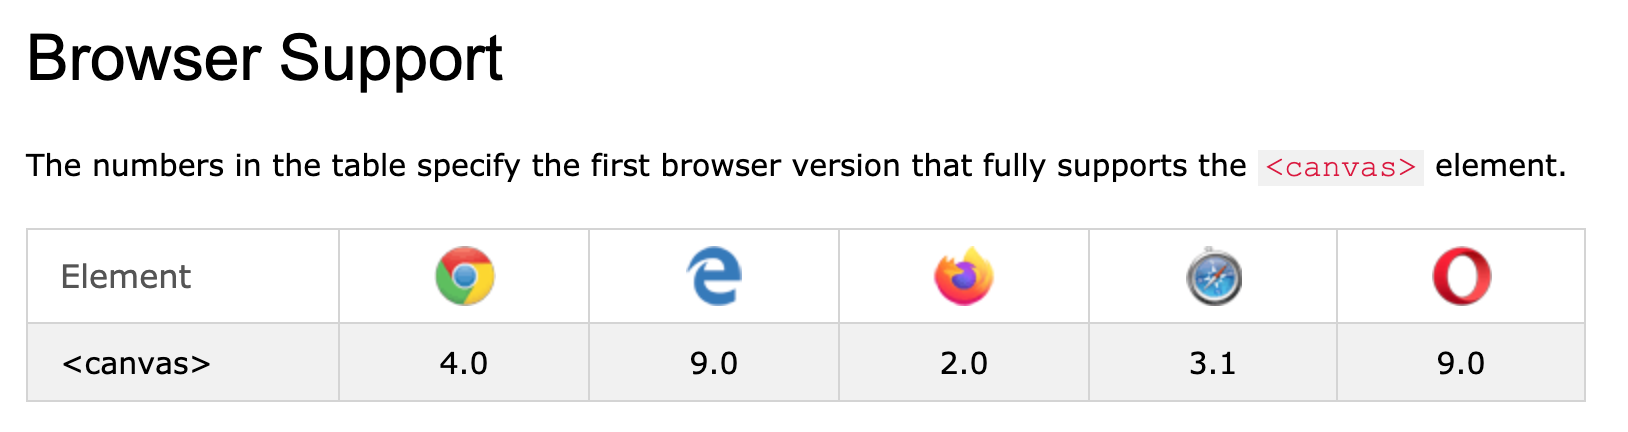 Browser Support
The numbers in the table specify the first browser version that fully supports the <canvas> element.
Element
<canvas> 4.0 9.0 2.0 3.1 9.0